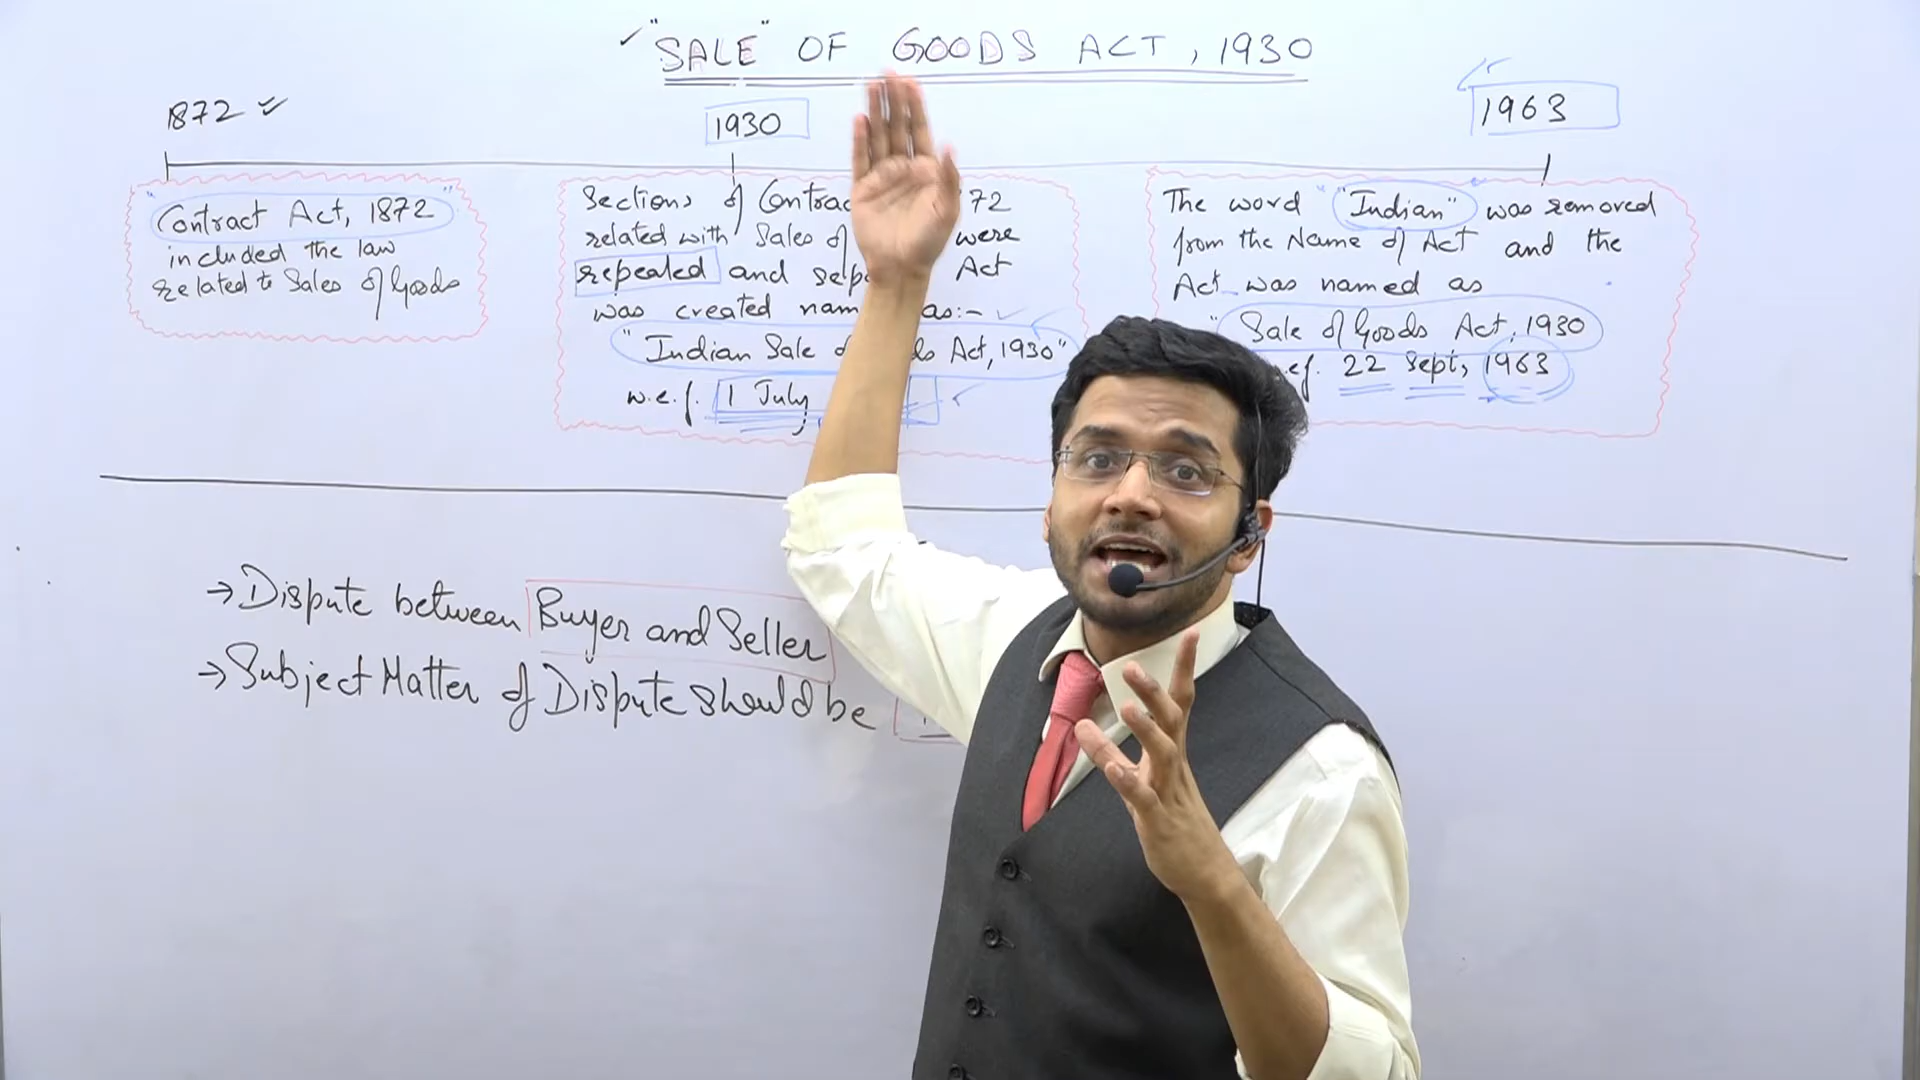 "SALE" OF GOODS ACT, 1930
1872
1930
1963
"Contract Act, 1872"
included the law
related to Sales of Goods
Sections of Contrac 72
related with Sales of were
repealed and sepa Act
was created nam as:-
"Indian Sale o ds Act, 1930"
w.e.f. 1 July,
The word "Indian" was removed
from the Name of Act and the
Act was named as
"Sale of Goods Act, 1930
.e.f. 22 Sept, 1963
→ Dispute between Buyer and Seller
→ Subject Matter of Dispute should be